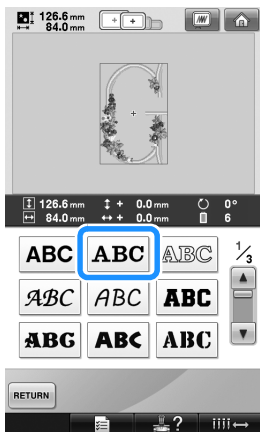 126.6 mm
84.0 mm
126.6 mm + 0.0 mm 0°
84.0 mm + 0.0 mm 6
ABC ABC ABC 1/3
ABC ABC ABC
ABC ABC ABC
RETURN
?